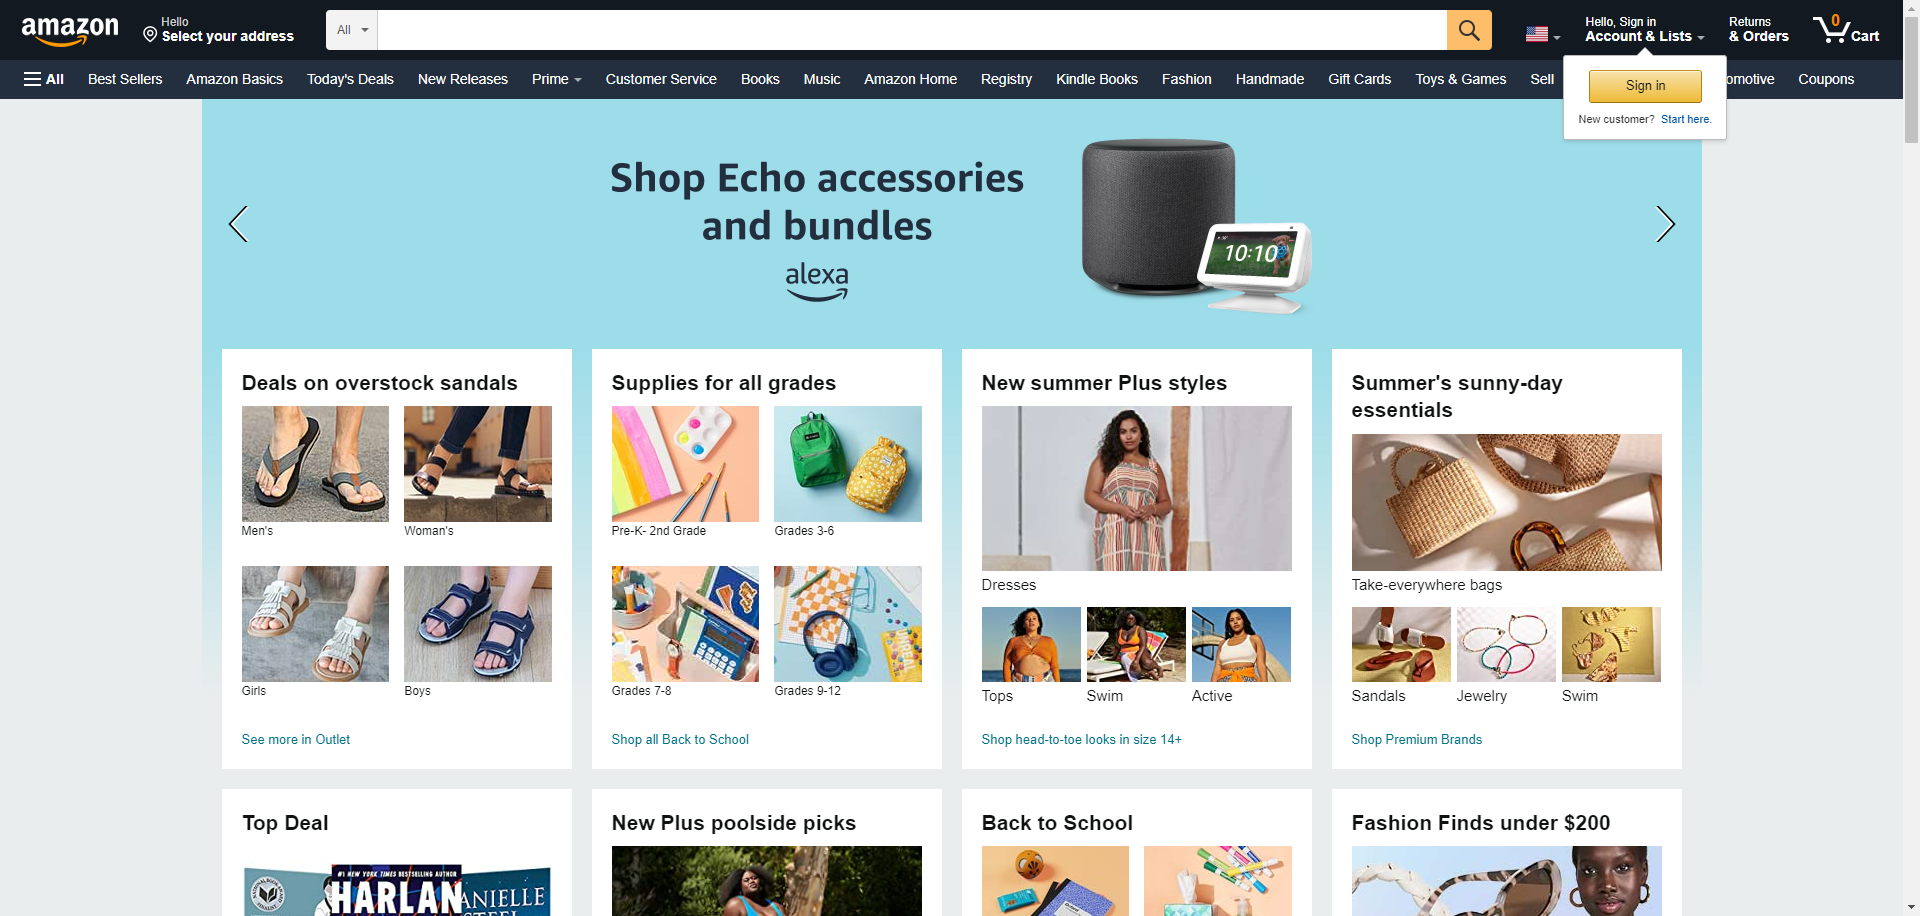 amazon
Hello
Select your address
All
Hello, Sign in
Account & Lists
Returns
& Orders
0
Cart
All
Best Sellers
Amazon Basics
Today's Deals
New Releases
Prime
Customer Service
Books
Music
Amazon Home
Registry
Kindle Books
Fashion
Handmade
Gift Cards
Toys & Games
Sell
omotive
Coupons
Sign in
New customer? Start here.
Shop Echo accessories
and bundles
alexa
10:10
Deals on overstock sandals
Men's
Woman's
Girls
Boys
See more in Outlet
Supplies for all grades
Pre-K- 2nd Grade
Grades 3-6
Grades 7-8
Grades 9-12
Shop all Back to School
New summer Plus styles
Dresses
Tops
Swim
Active
Shop head-to-toe looks in size 14+
Summer's sunny-day
essentials
Take-everywhere bags
Sandals
Jewelry
Swim
Shop Premium Brands
Top Deal
#1 NEW YORK TIMES BESTSELLING AUTHOR
HARLAN
ANIELLE
New Plus poolside picks
Back to School
Fashion Finds under $200